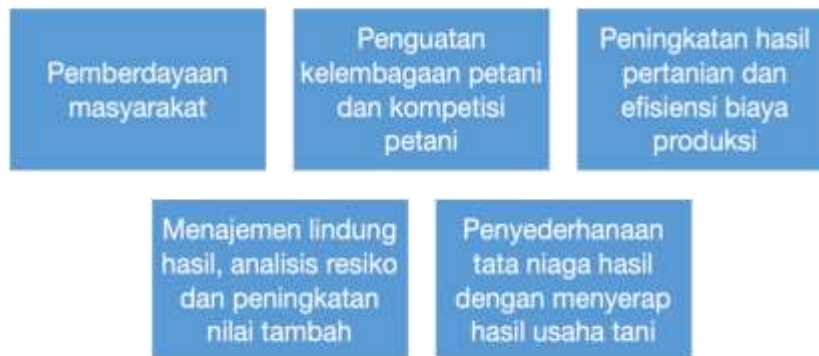 Pemberdayaan
masyarakat
Penguatan
kelembagaan petani
dan kompetisi
petani
Peningkatan hasil
pertanian dan
efisiensi biaya
produksi
Menajemen lindung
hasil, analisis resiko
dan peningkatan
nilai tambah
Penyederhanaan
tata niaga hasil
dengan menyerap
hasil usaha tani